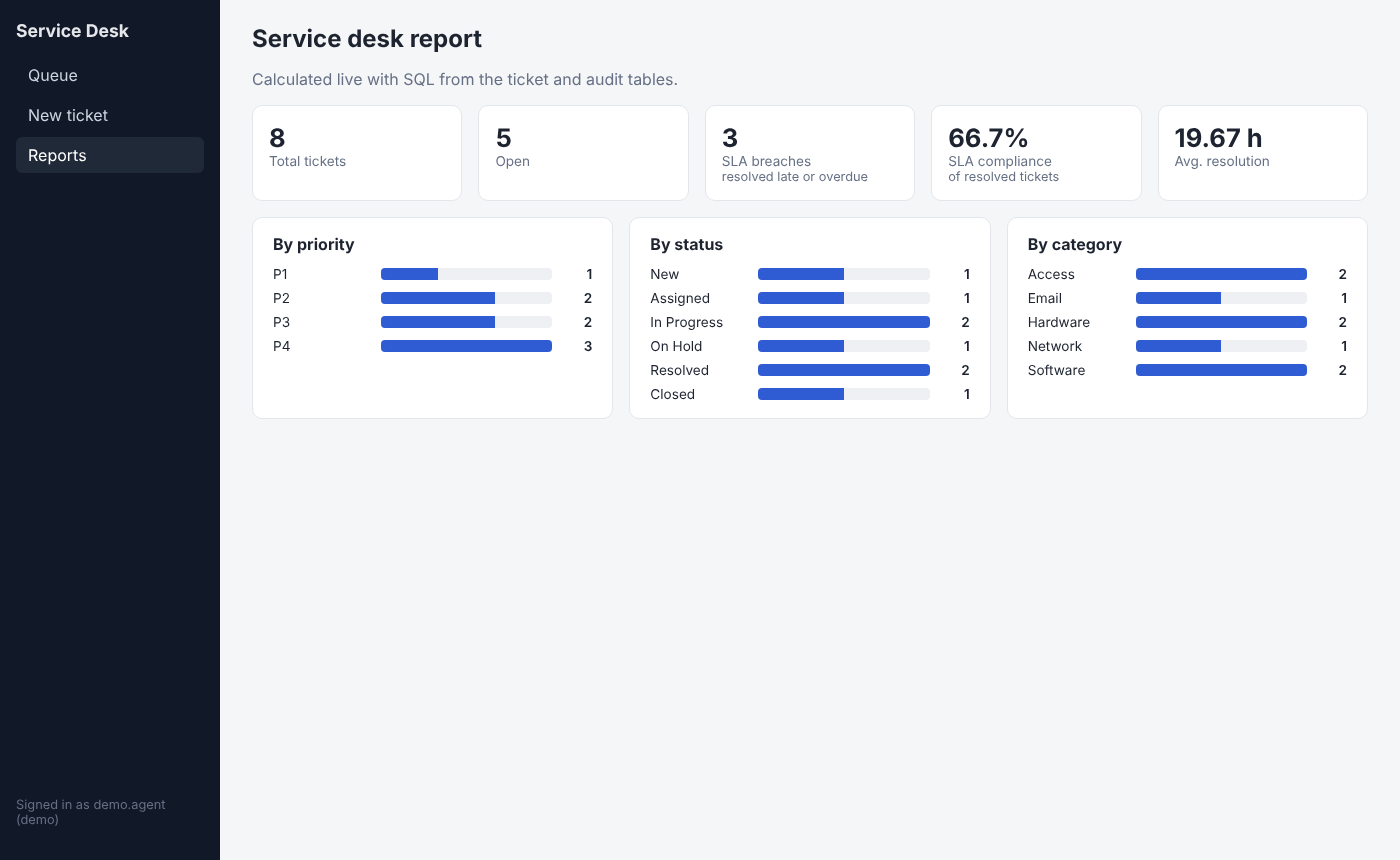 Service Desk
Queue
New ticket
Reports
Signed in as demo.agent
(demo)
Service desk report
Calculated live with SQL from the ticket and audit tables.
8
Total tickets
5
Open
3
SLA breaches
resolved late or overdue
66.7%
SLA compliance
of resolved tickets
19.67 h
Avg. resolution
By priority
P1 1
P2 2
P3 2
P4 3
By status
New 1
Assigned 1
In Progress 2
On Hold 1
Resolved 2
Closed 1
By category
Access 2
Email 1
Hardware 2
Network 1
Software 2